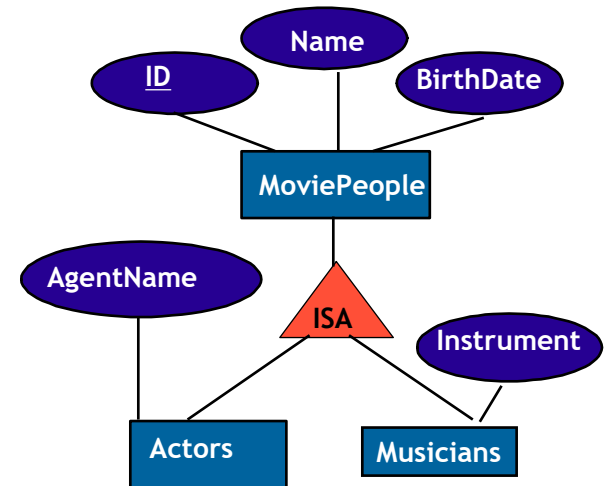 Name
ID
BirthDate
MoviePeople
AgentName
ISA
Instrument
Actors
Musicians